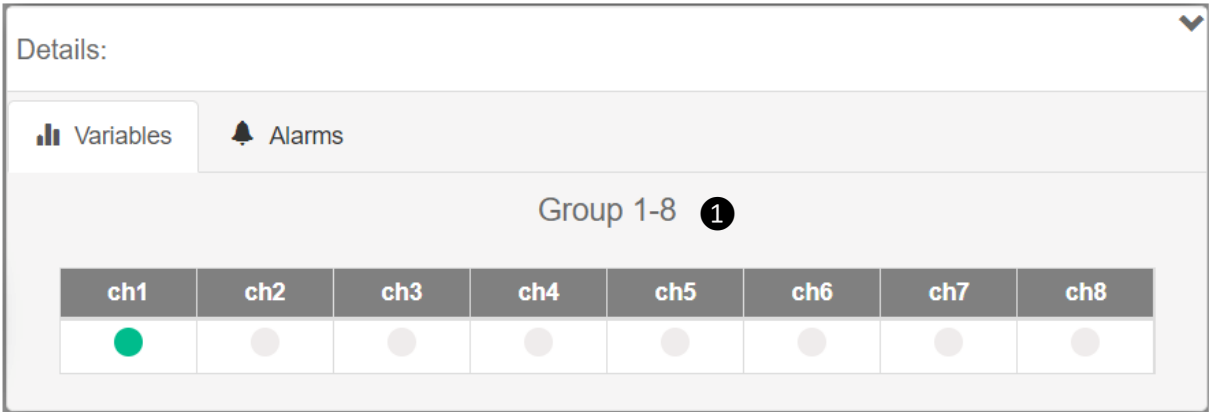 Details:
Variables Alarms
Group 1-8 1
ch1 ch2 ch3 ch4 ch5 ch6 ch7 ch8